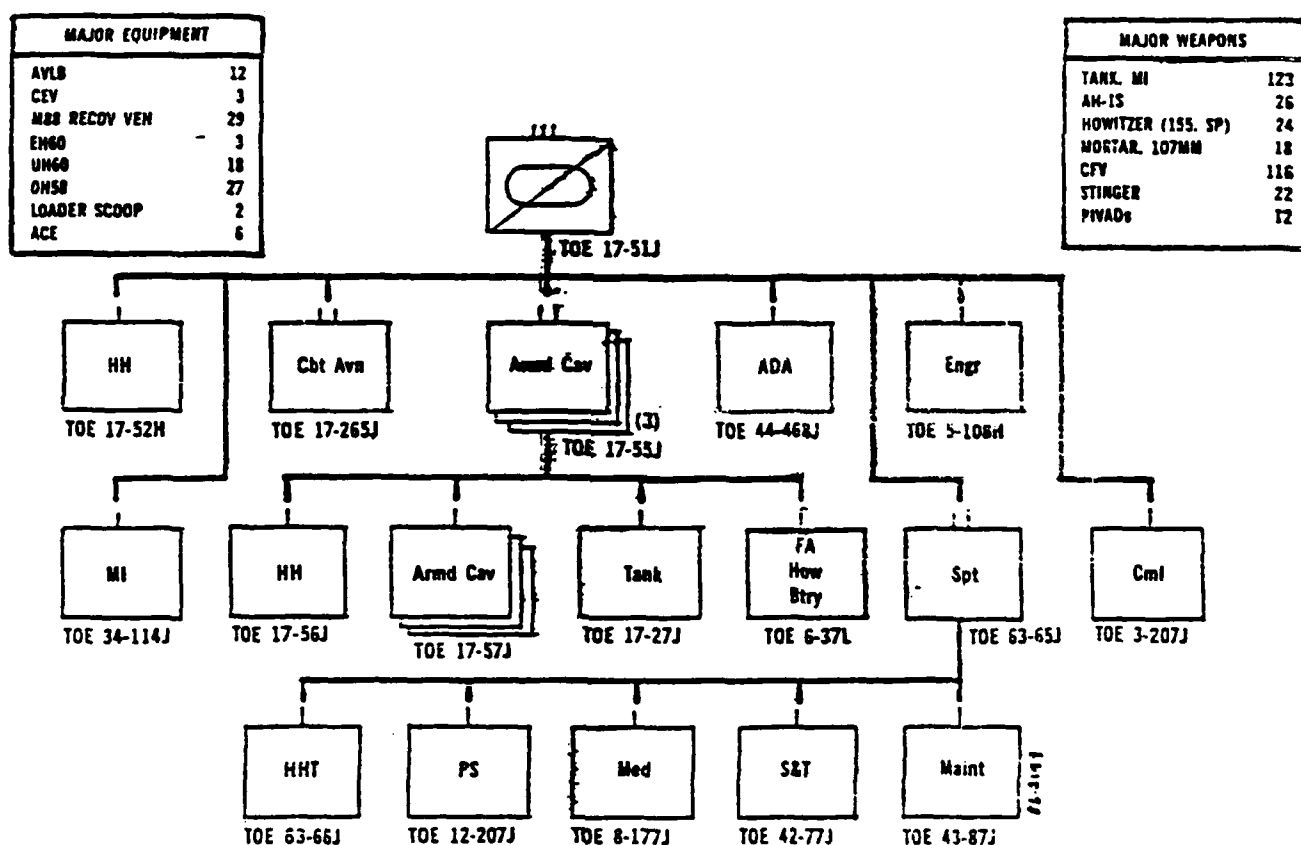 MAJOR EQUIPMENT
AVLB 12
CEV 3
M88 RECOV VEH 29
EH60 3
UH60 18
OH58 27
LOADER SCOOP 2
ACE 6
MAJOR WEAPONS
TANK, M1 123
AH-1S 26
HOWITZER (155, SP) 24
MORTAR, 107MM 18
CFV 116
STINGER 22
PIVADs 12
TOE 17-51J
HH
Cbt Avn
Armd Cav
ADA
Engr
(3)
TOE 17-52H
TOE 17-265J
TOE 17-55J
TOE 44-468J
TOE 5-108H
MI
HH
Armd Cav
Tank
FA
How
Btry
Spt
Cml
TOE 34-114J
TOE 17-56J
TOE 17-57J
TOE 17-27J
TOE 6-37L
TOE 63-65J
TOE 3-207J
HHT
PS
Med
S&T
Maint
TOE 63-66J
TOE 12-207J
TOE 8-177J
TOE 42-77J
TOE 43-87J